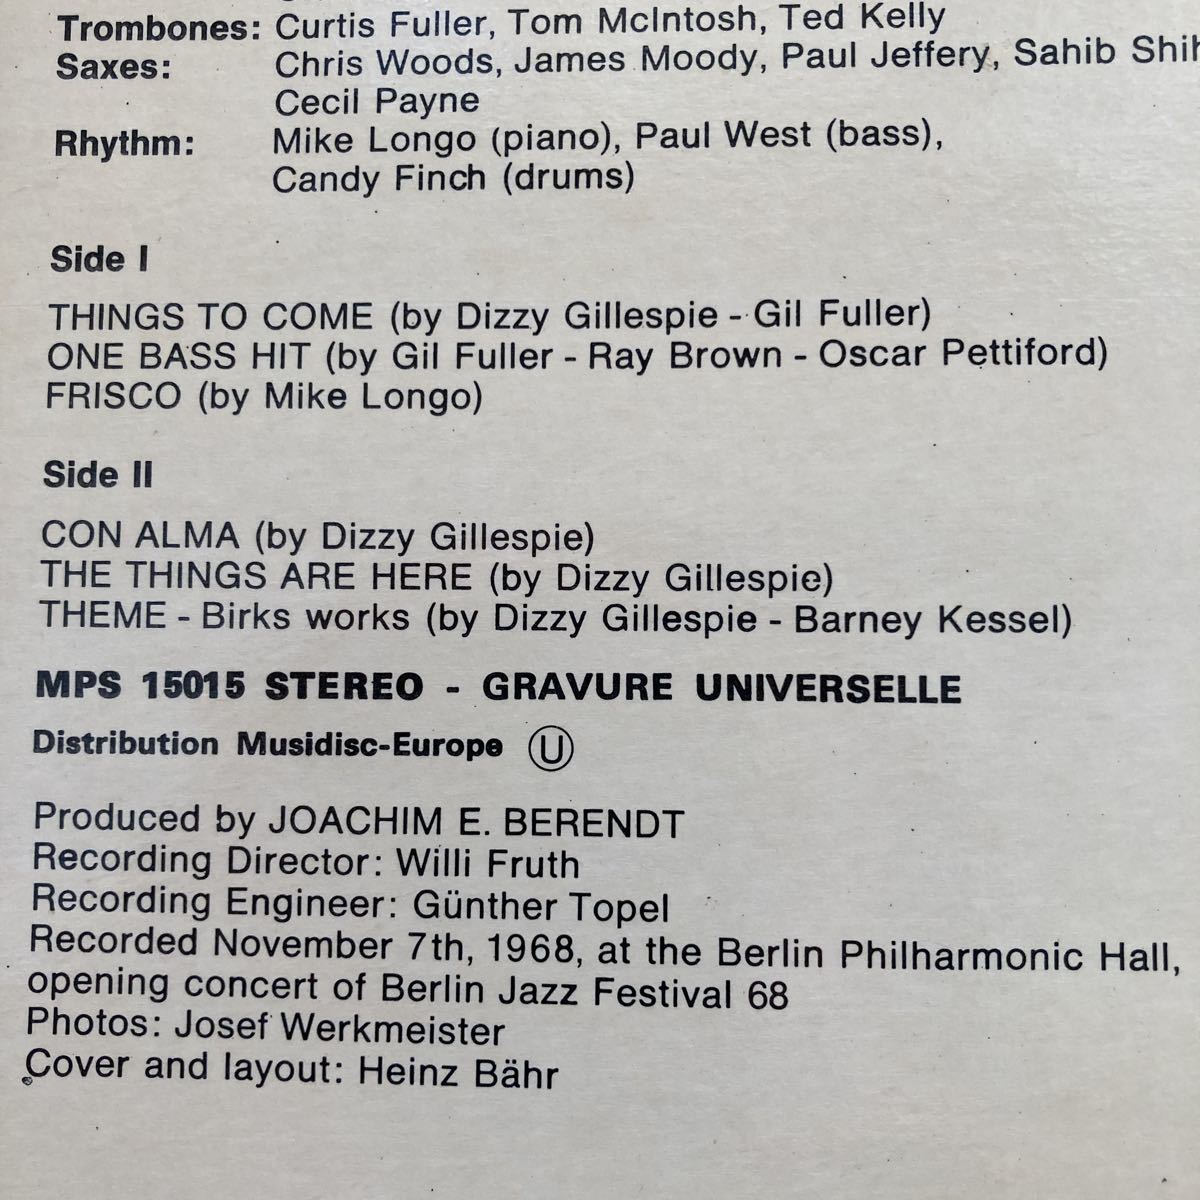 Trombones: Curtis Fuller, Tom McIntosh, Ted Kelly
Saxes: Chris Woods, James Moody, Paul Jeffery, Sahib
Cecil Payne
Rhythm: Mike Longo (piano), Paul West (bass),
Candy Finch (drums)
Side I
THINGS TO COME (by Dizzy Gillespie - Gil Fuller)
ONE BASS HIT (by Gil Fuller - Ray Brown - Oscar Pettiford)
FRISCO (by Mike Longo)
Side II
CON ALMA (by Dizzy Gillespie)
THE THINGS ARE HERE (by Dizzy Gillespie)
THEME - Birks works (by Dizzy Gillespie - Barney Kessel)
MPS 15015 STEREO - GRAVURE UNIVERSELLE
Distribution Musidisc-Europe Ⓤ
Produced by JOACHIM E. BERENDT
Recording Director: Willi Fruth
Recording Engineer: Günther Topel
Recorded November 7th, 1968, at the Berlin Philharmonic Hall,
opening concert of Berlin Jazz Festival 68
Photos: Josef Werkmeister
Cover and layout: Heinz Bähr